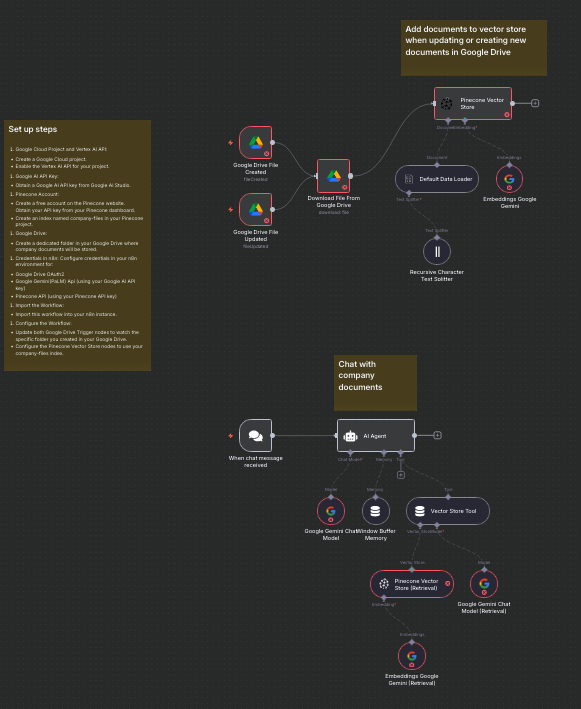 Add documents to vector store
when updating or creating new
documents in Google Drive
Set up steps
1. Google Cloud Project and Vertex AI API:
• Create a Google Cloud project.
• Enable the Vertex AI API for your project.
1. Google AI API Key:
• Obtain a Google AI API key from Google AI Studio.
1. Pinecone Account:
• Create a free account on the Pinecone website.
Obtain your API key from your Pinecone dashboard.
• Create an index named company-files in your Pinecone
project.
1. Google Drive:
• Create a dedicated folder in your Google Drive where
company documents will be stored.
1. Credentials in n8n: Configure credentials in your n8n
environment for:
• Google Drive OAuth2
• Google Gemini(PaLM) Api (using your Google AI API
key)
• Pinecone API (using your Pinecone API key)
1. Import the Workflow:
• Import this workflow into your n8n instance.
1. Configure the Workflow:
• Update both Google Drive Trigger nodes to watch the
specific folder you created in your Google Drive.
• Configure the Pinecone Vector Store nodes to use your
company-files index.
Google Drive File
Created
fileCreated
Google Drive File
Updated
fileUpdated
Download File From
Google Drive
download: file
Pinecone Vector
Store
Document
Embedding*
Document
Default Data Loader
Text Splitter*
Embeddings
Embeddings Google
Gemini
Text Splitter
Recursive Character
Text Splitter
Chat with
company
documents
When chat message
received
AI Agent
Chat Model*
Memory
Tool
Model
Google Gemini Chat
Model
Memory
Window Buffer
Memory
Tool
Vector Store Tool
Vector Store
Model*
Vector Store
Pinecone Vector
Store (Retrieval)
Embedding*
Model
Google Gemini Chat
Model (Retrieval)
Embeddings
Embeddings Google
Gemini (Retrieval)